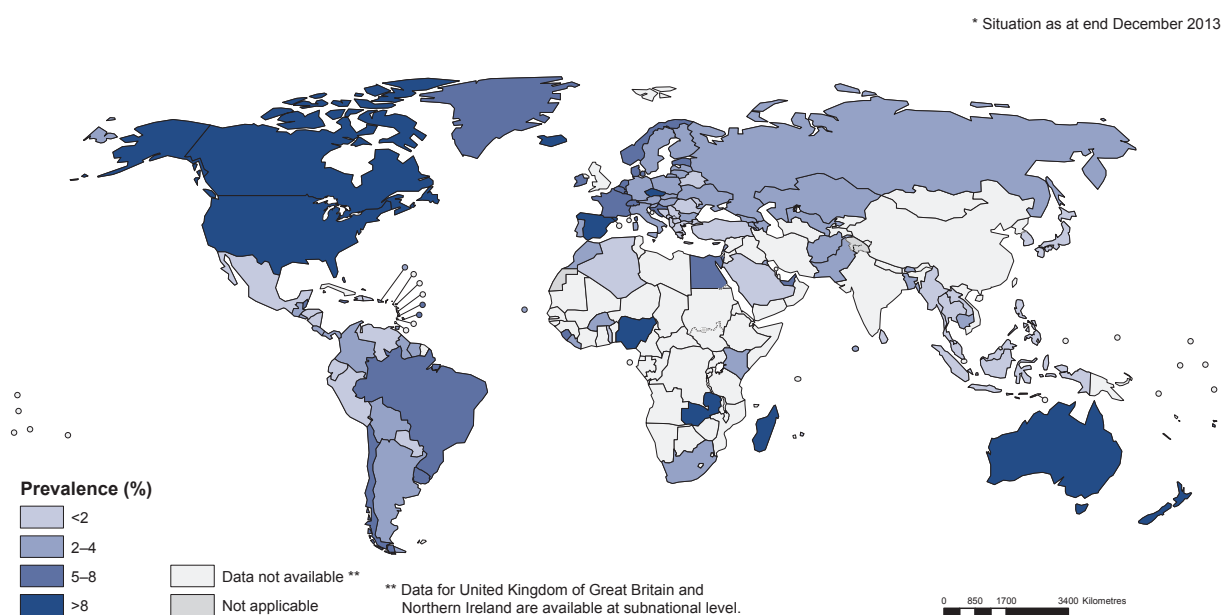 * Situation as at end December 2013
Prevalence (%)
<2
2–4
5–8
>8
Data not available **
Not applicable
** Data for United Kingdom of Great Britain and
Northern Ireland are available at subnational level.
0 850 1700 3400 Kilometres